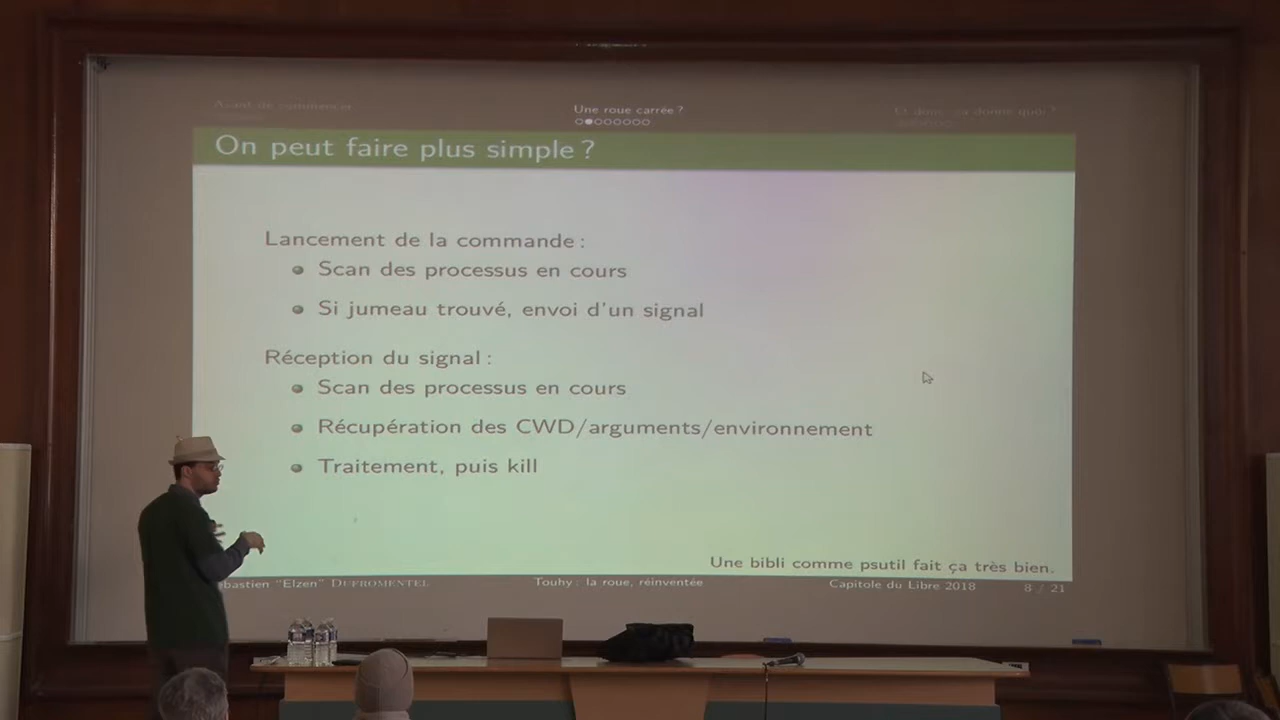 Avant de commencer
Une roue carrée ?
Et donc, ça donne quoi ?
On peut faire plus simple ?
Lancement de la commande :
Scan des processus en cours
Si jumeau trouvé, envoi d'un signal
Réception du signal :
Scan des processus en cours
Récupération des CWD/arguments/environnement
Traitement, puis kill
Une bibli comme psutil fait ça très bien.
bastien "Elzen" DUFROMENTEL
Touhy : la roue, réinventée
Capitole du Libre 2018
8 / 21